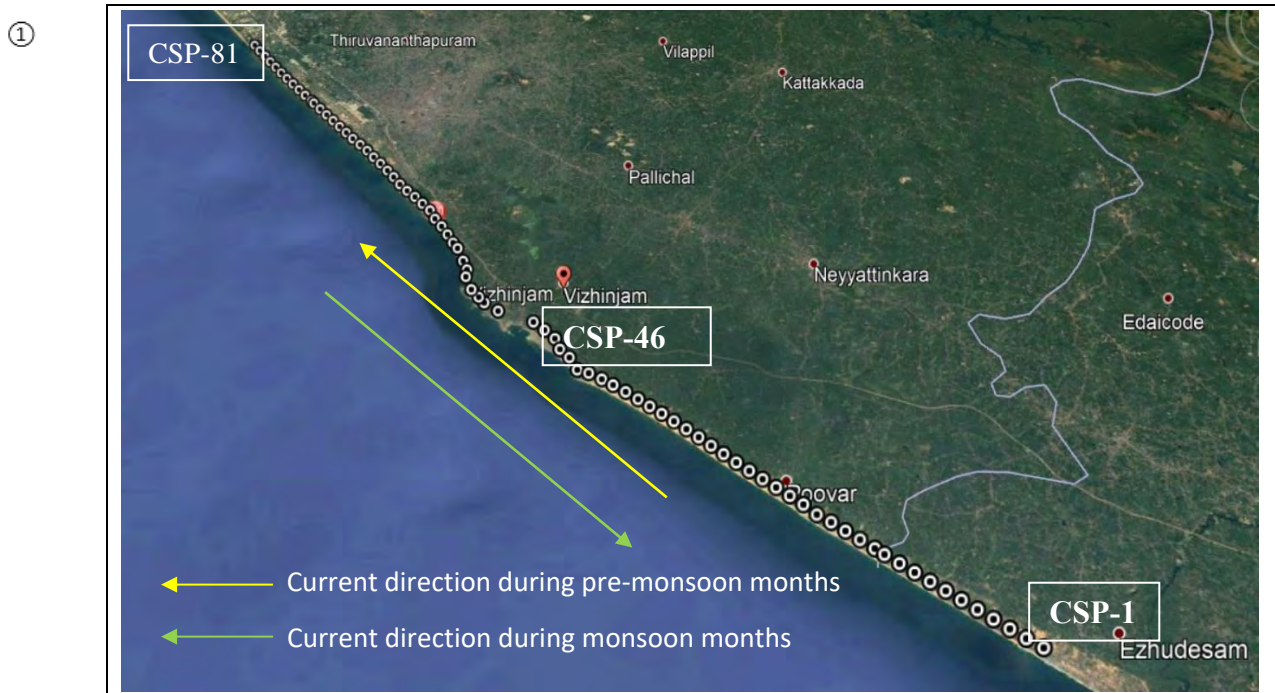 ①
CSP-81
Thiruvananthapuram
Vilappil
Kattakkada
Pallichal
Neyyattinkara
Vizhinjam
Vizhinjam
Edaicode
CSP-46
Poovar
CSP-1
Ezhudesam
Current direction during pre-monsoon months
Current direction during monsoon months